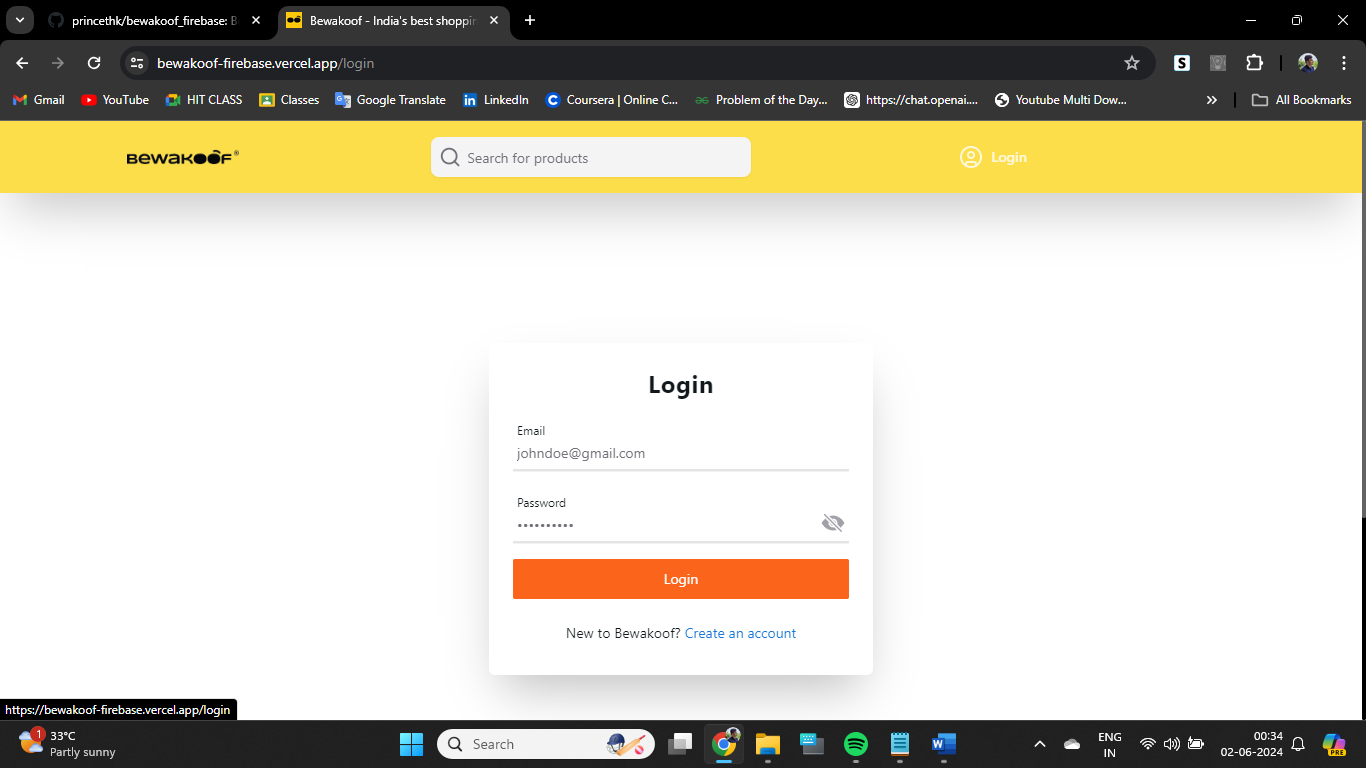 princethk/bewakoof_firebase: B
Bewakoof - India's best shoppin
bewakoof-firebase.vercel.app/login
S
Gmail
YouTube
HIT CLASS
Classes
Google Translate
LinkedIn
Coursera | Online C...
Problem of the Day...
https://chat.openai....
Youtube Multi Dow...
All Bookmarks
BEWAKOOF®
Search for products
Login
Login
Email
johndoe@gmail.com
Password
••••••••••
Login
New to Bewakoof? Create an account
https://bewakoof-firebase.vercel.app/login
1
33°C
Partly sunny
Search
W
ENG
IN
00:34
02-06-2024
PRE